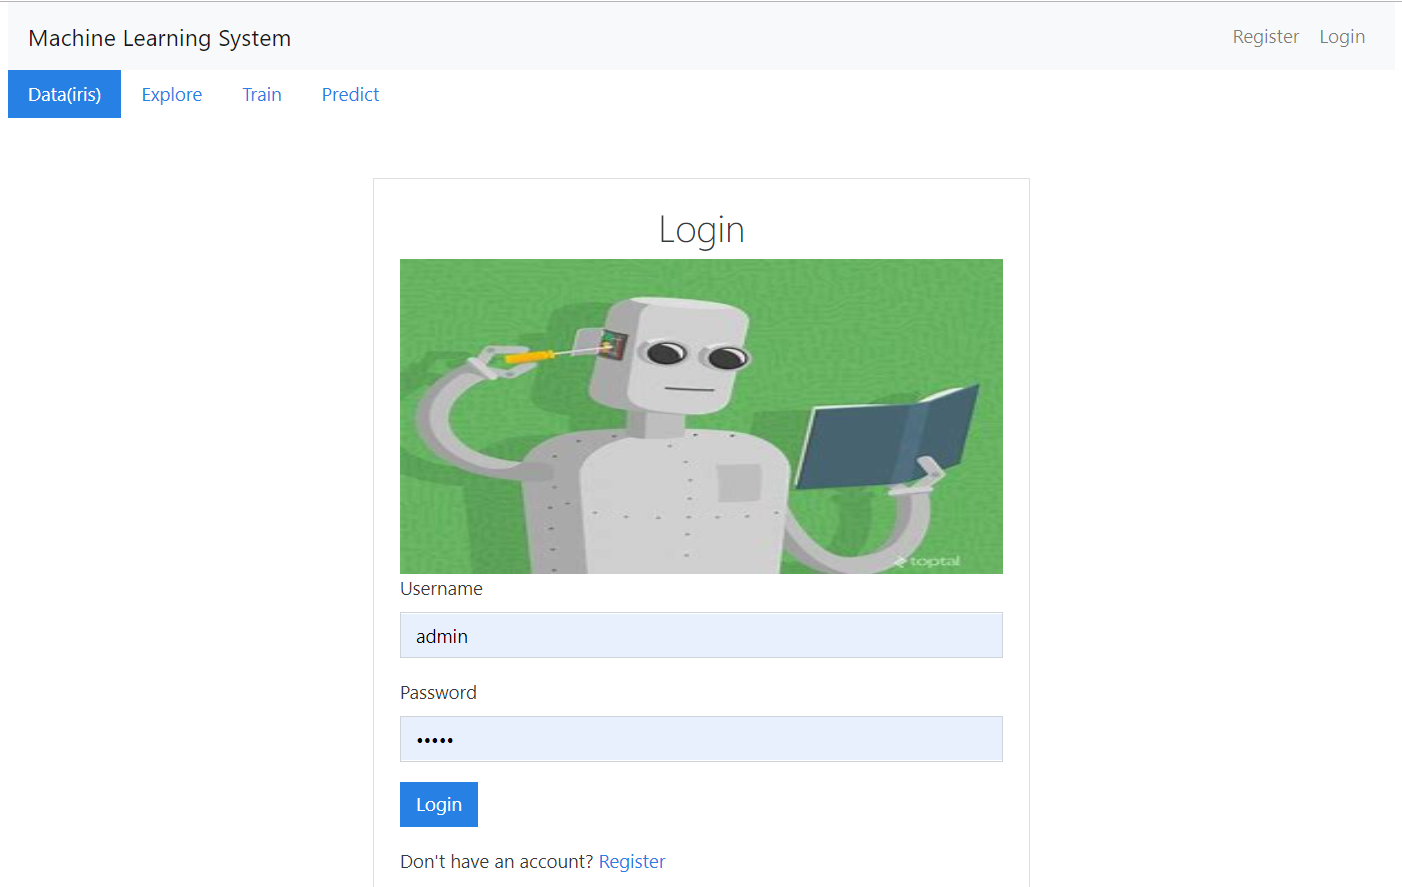 Machine Learning System
Register Login
Data(iris) Explore Train Predict
Login
toptal
Username
admin
Password
•••••
Login
Don't have an account? Register